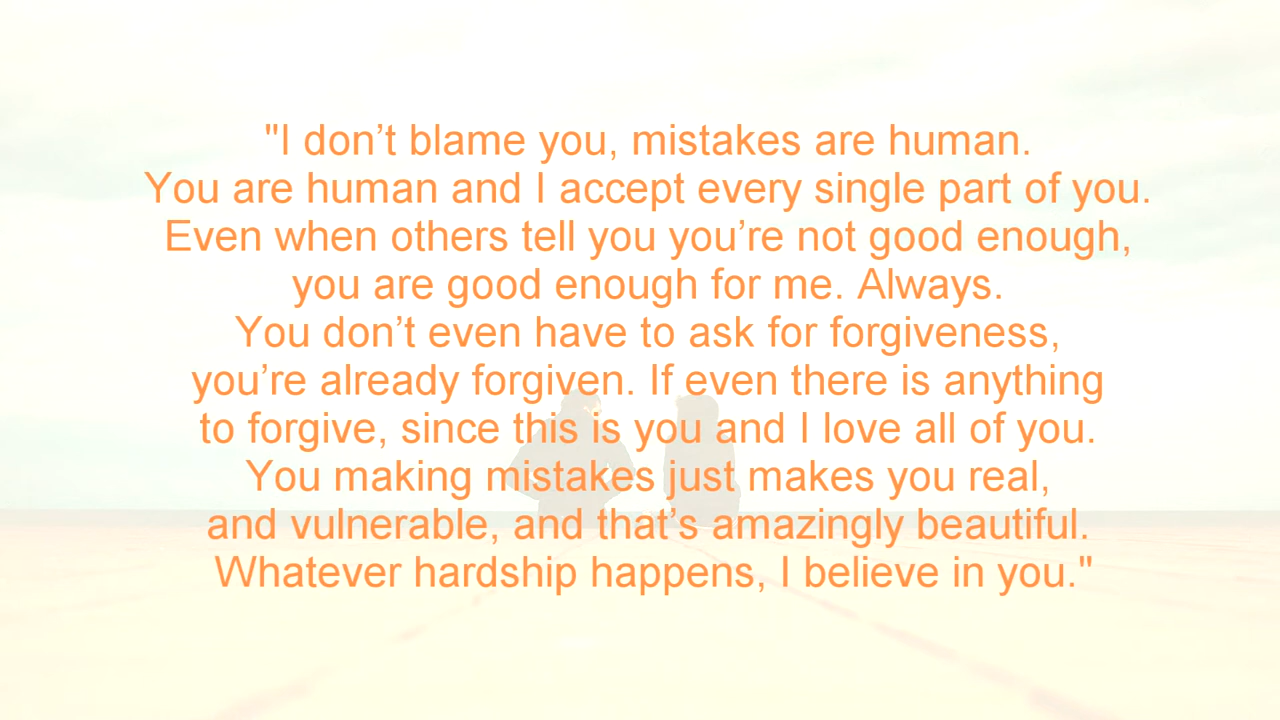 "I don’t blame you, mistakes are human.
You are human and I accept every single part of you.
Even when others tell you you’re not good enough,
you are good enough for me. Always.
You don’t even have to ask for forgiveness,
you’re already forgiven. If even there is anything
to forgive, since this is you and I love all of you.
You making mistakes just makes you real,
and vulnerable, and that’s amazingly beautiful.
Whatever hardship happens, I believe in you."